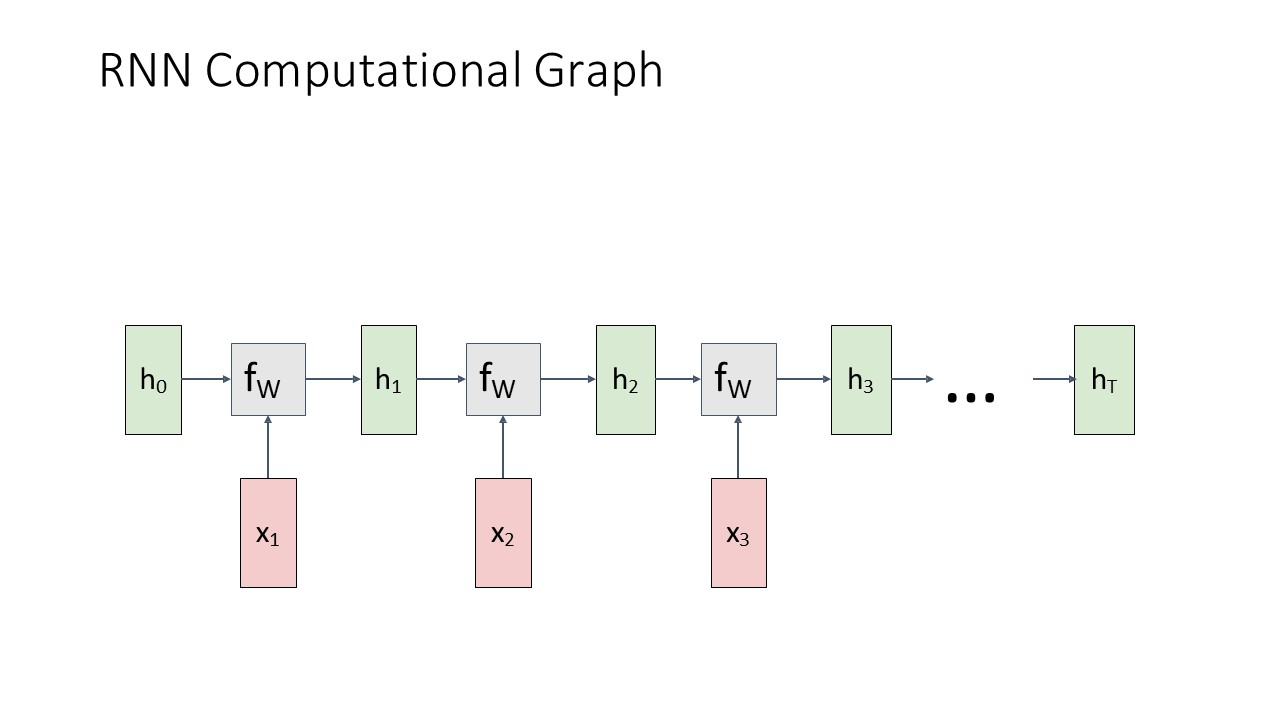 RNN Computational Graph
h₀ f_W h₁ f_W h₂ f_W h₃ ... h_T
x₁ x₂ x₃